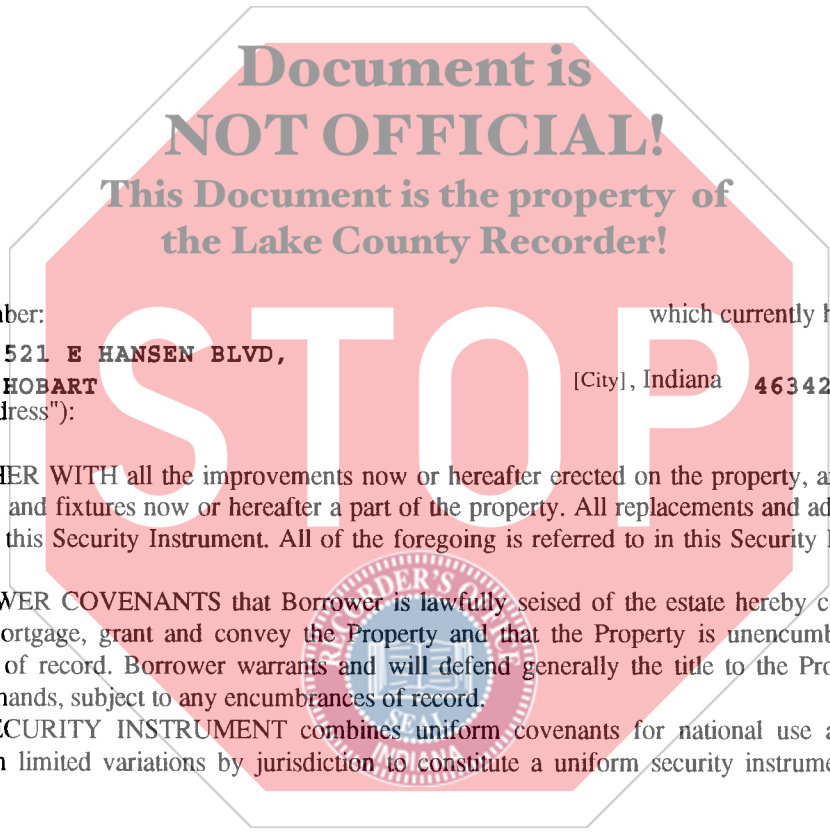 Document is
NOT OFFICIAL!
This Document is the property of
the Lake County Recorder!
STOP
ber: which currently h
521 E HANSEN BLVD,
HOBART [City], Indiana 46342
dress"):
ER WITH all the improvements now or hereafter erected on the property, a
and fixtures now or hereafter a part of the property. All replacements and ad
this Security Instrument. All of the foregoing is referred to in this Security I
WER COVENANTS that Borrower is lawfully seised of the estate hereby c
ortgage, grant and convey the Property and that the Property is unencumb
of record. Borrower warrants and will defend generally the title to the Pro
ands, subject to any encumbrances of record.
ECURITY INSTRUMENT combines uniform covenants for national use a
limited variations by jurisdiction to constitute a uniform security instrume
RECORDER'S OFFICE
SEAL
INDIANA